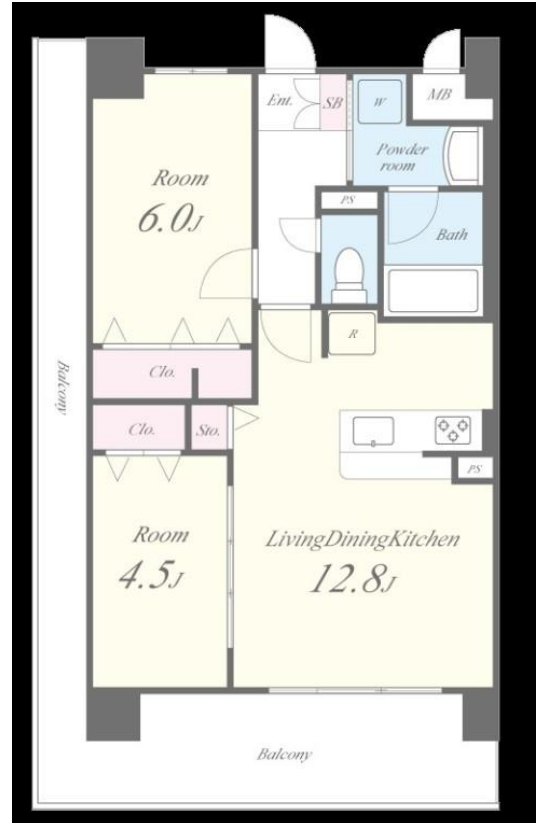 Ent.
SB
W
MB
Powder
room
Room
6.0J
PS
Bath
R
Clo.
Balcony
Clo.
Sto.
PS
Room
4.5J
LivingDiningKitchen
12.8J
Balcony